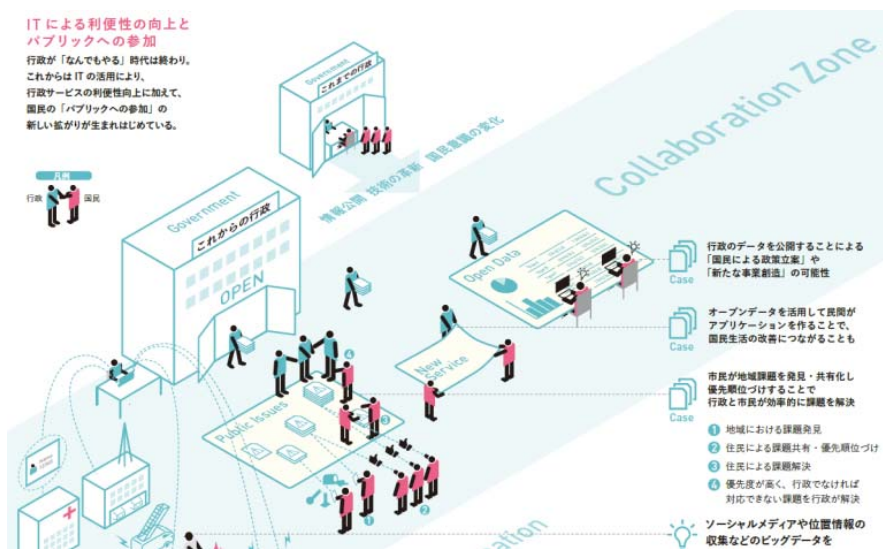 ITによる利便性の向上と
パブリックへの参加
行政が「なんでもやる」時代は終わり。
これからはITの活用により、
行政サービスの利便性向上に加えて、
国民の「パブリックへの参加」の
新しい拡がりが生まれはじめている。
凡例
行政
国民
Government
これまでの行政
情報公開 技術の革新 国民意識の変化
Collaboration Zone
Government
これからの行政
OPEN
Open Data
Case
行政のデータを公開することによる
「国民による政策立案」や
「新たな事業創造」の可能性
New
Service
Case
オープンデータを活用して民間が
アプリケーションを作ることで、
国民生活の改善につながることも
Public Issues
Case
市民が地域課題を発見・共有化し
優先順位づけすることで
行政と市民が効率的に課題を解決
4
3
1
2
1 地域における課題発見
2 住民による課題共有・優先順位づけ
3 住民による課題解決
4 優先度が高く、行政でなければ
対応できない課題を行政が解決
ソーシャルメディアや位置情報の
収集などのビッグデータを